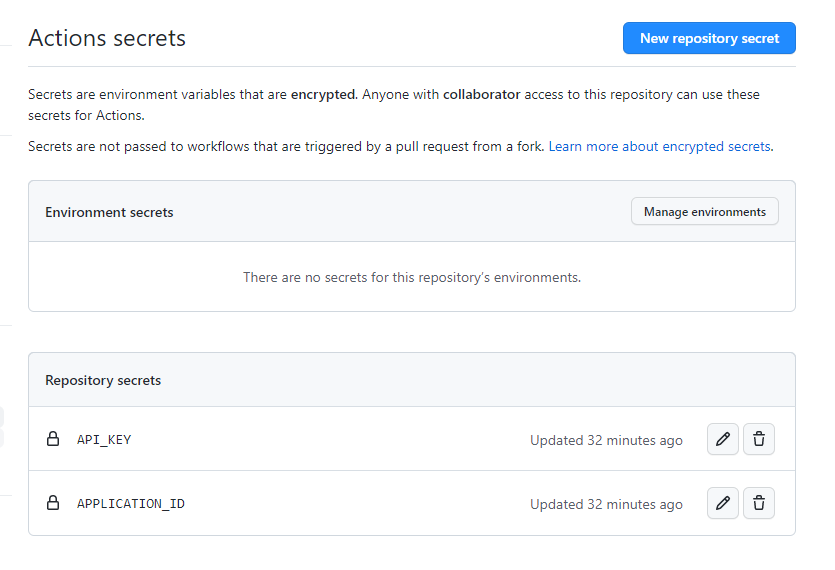 Actions secrets
New repository secret
Secrets are environment variables that are encrypted. Anyone with collaborator access to this repository can use these
secrets for Actions.
Secrets are not passed to workflows that are triggered by a pull request from a fork. Learn more about encrypted secrets.
Environment secrets
Manage environments
There are no secrets for this repository's environments.
Repository secrets
API_KEY
Updated 32 minutes ago
APPLICATION_ID
Updated 32 minutes ago